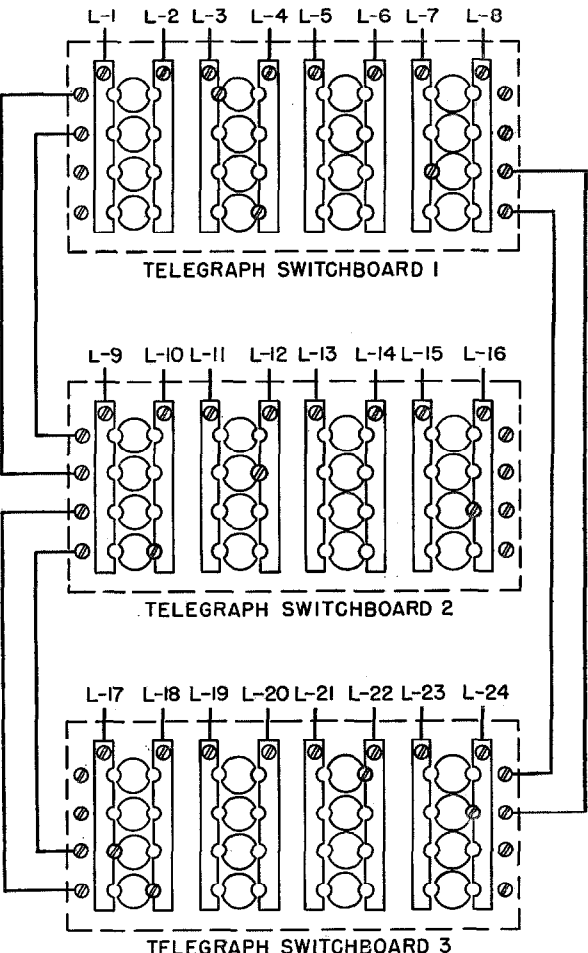 L-1 L-2 L-3 L-4 L-5 L-6 L-7 L-8
TELEGRAPH SWITCHBOARD 1
L-9 L-10 L-11 L-12 L-13 L-14 L-15 L-16
TELEGRAPH SWITCHBOARD 2
L-17 L-18 L-19 L-20 L-21 L-22 L-23 L-24
TELEGRAPH SWITCHBOARD 3